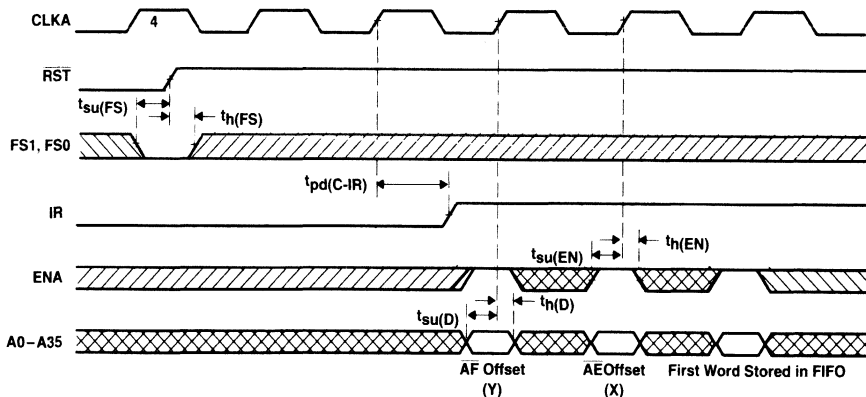 CLKA
4
RST
tsu(FS)
th(FS)
FS1, FS0
tpd(C-IR)
IR
tsu(EN)
th(EN)
ENA
tsu(D)
th(D)
A0-A35
AF Offset
(Y)
AEOffset
(X)
First Word Stored in FIFO